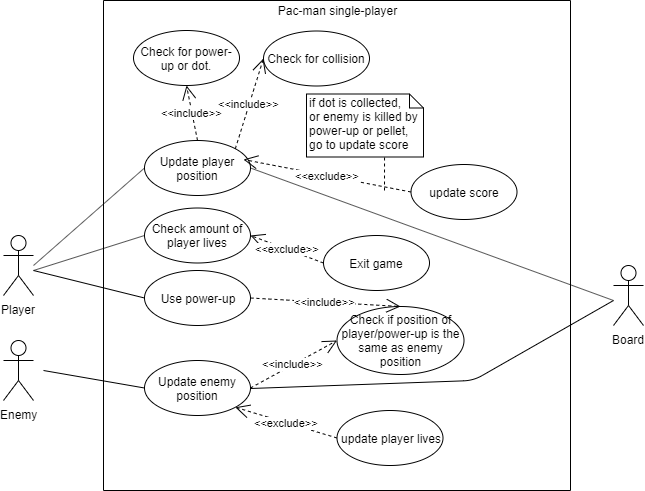 Pac-man single-player
Check for power-
up or dot.
Check for collision
<<include>>
<<include>>
if dot is collected,
or enemy is killed by
power-up or pellet,
go to update score
Update player
position
<<exclude>>
update score
Check amount of
player lives
<<exclude>>
Exit game
Player
Use power-up
<<include>>
Check if position of
player/power-up is the
same as enemy
position
Board
<<include>>
Enemy
Update enemy
position
<<exclude>>
update player lives